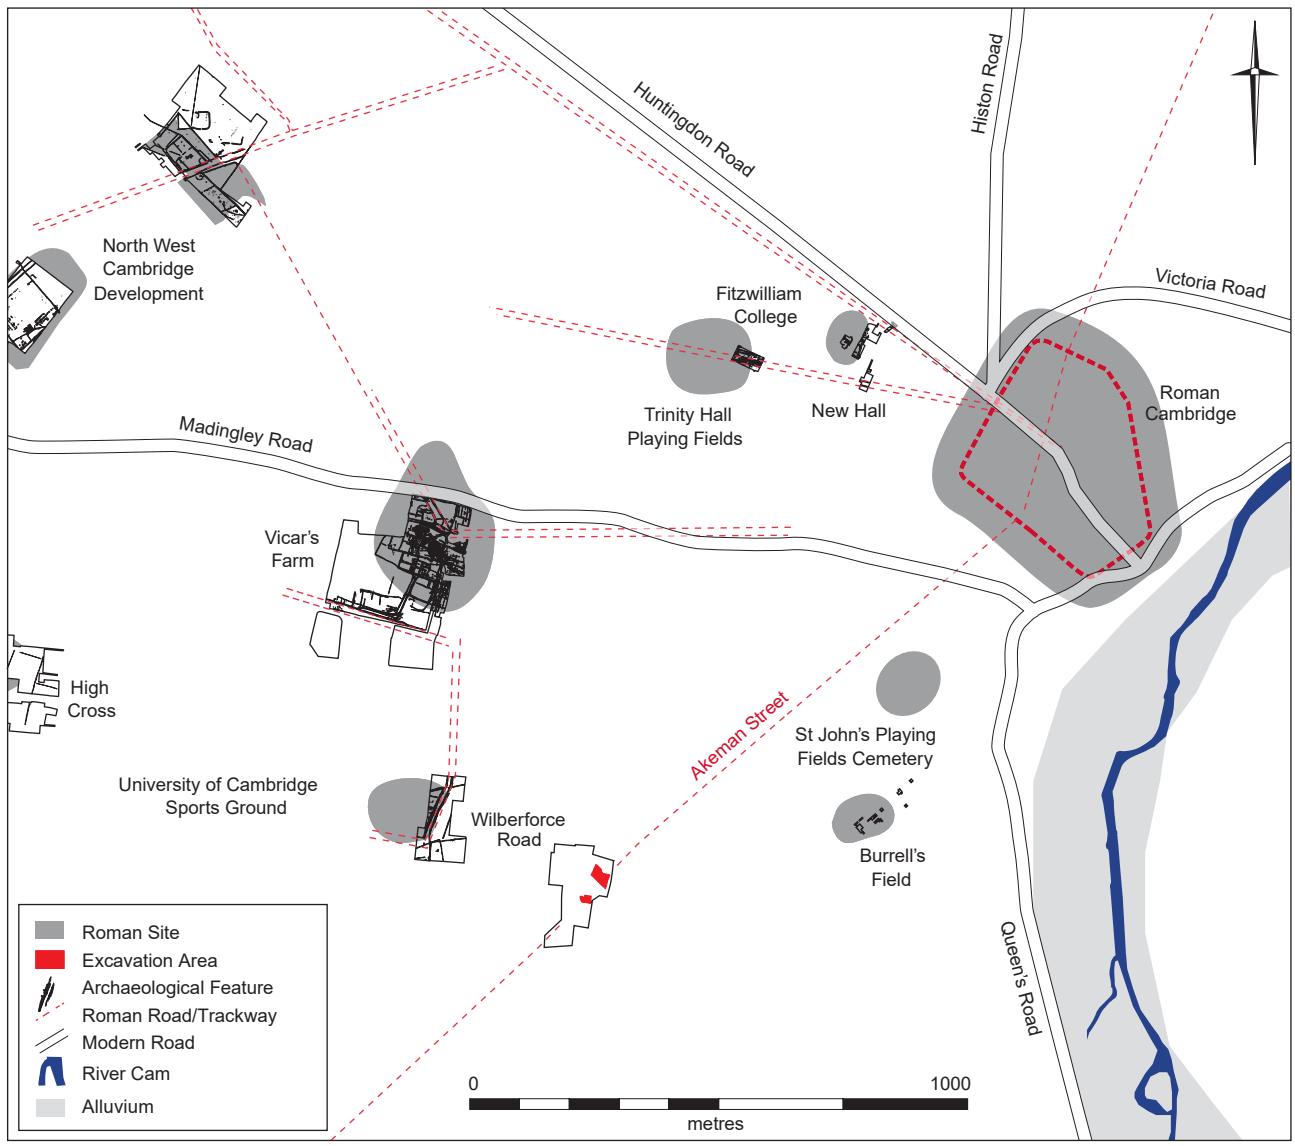 Huntingdon Road
Histon Road
Victoria Road
North West
Cambridge
Development
Fitzwilliam
College
Roman
Cambridge
Trinity Hall
Playing Fields
New Hall
Madingley Road
Vicar's
Farm
High
Cross
Akeman Street
St John's Playing
Fields Cemetery
University of Cambridge
Sports Ground
Wilberforce
Road
Burrell's
Field
Queen's Road
Roman Site
Excavation Area
Archaeological Feature
Roman Road/Trackway
Modern Road
River Cam
Alluvium
0 1000
metres